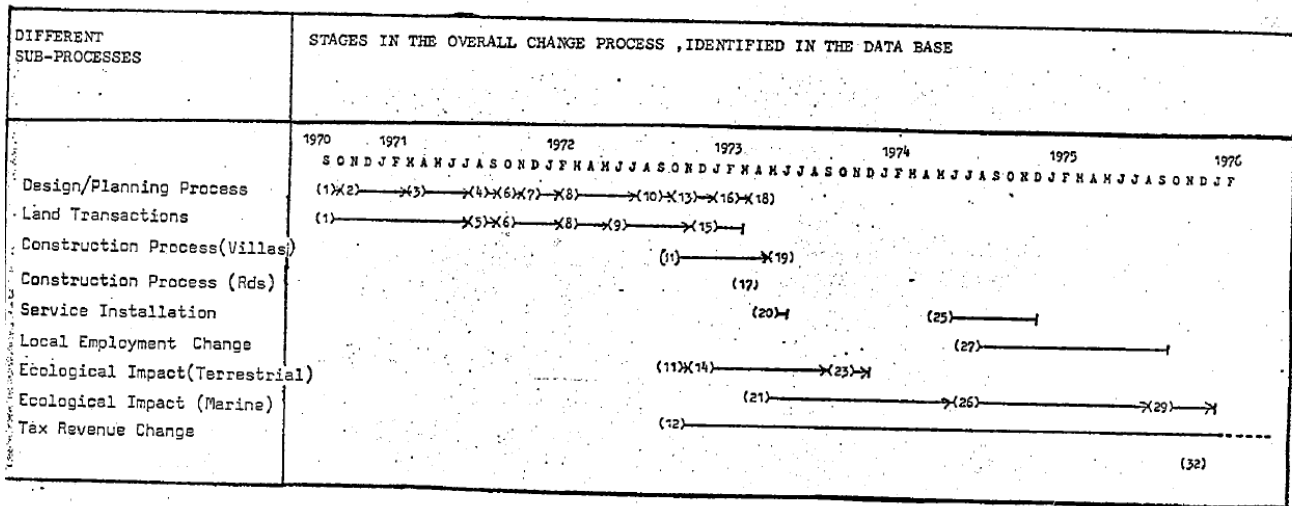 DIFFERENT
SUB-PROCESSES
STAGES IN THE OVERALL CHANGE PROCESS ,IDENTIFIED IN THE DATA BASE
1970 1971 1972 1973 1974 1975 1976
S O N D J F M A M J J A S O N D J F M A M J J A S O N D J F M A M J J A S O N D J F M A M J J A S O N D J F M A M J J A S O N D J F
Design/Planning Process (1) (2) (3) (4) (6) (7) (8) (10) (13) (16) (18)
Land Transactions (1) (5) (6) (8) (9) (15)
Construction Process(Villas) (11) (19)
Construction Process (Rds) (17)
Service Installation (20) (25)
Local Employment Change (27)
Ecological Impact(Terrestrial) (11) (14) (23)
Ecological Impact (Marine) (21) (26) (29)
Tax Revenue Change (12)
(32)